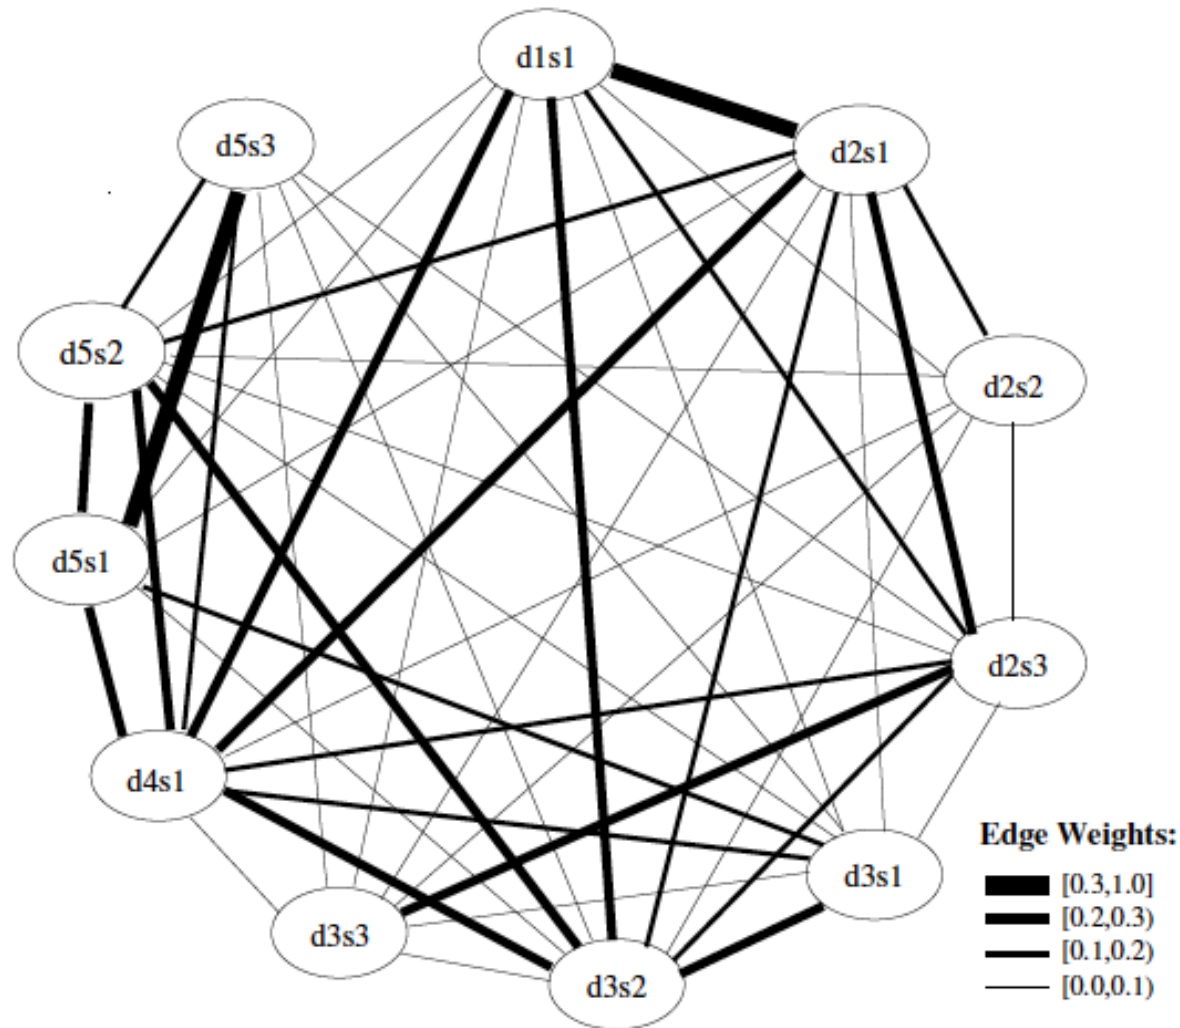 d1s1
d5s3
d2s1
d5s2
d2s2
d5s1
d2s3
d4s1
d3s1
d3s3
d3s2
Edge Weights:
[0.3,1.0]
[0.2,0.3)
[0.1,0.2)
[0.0,0.1)